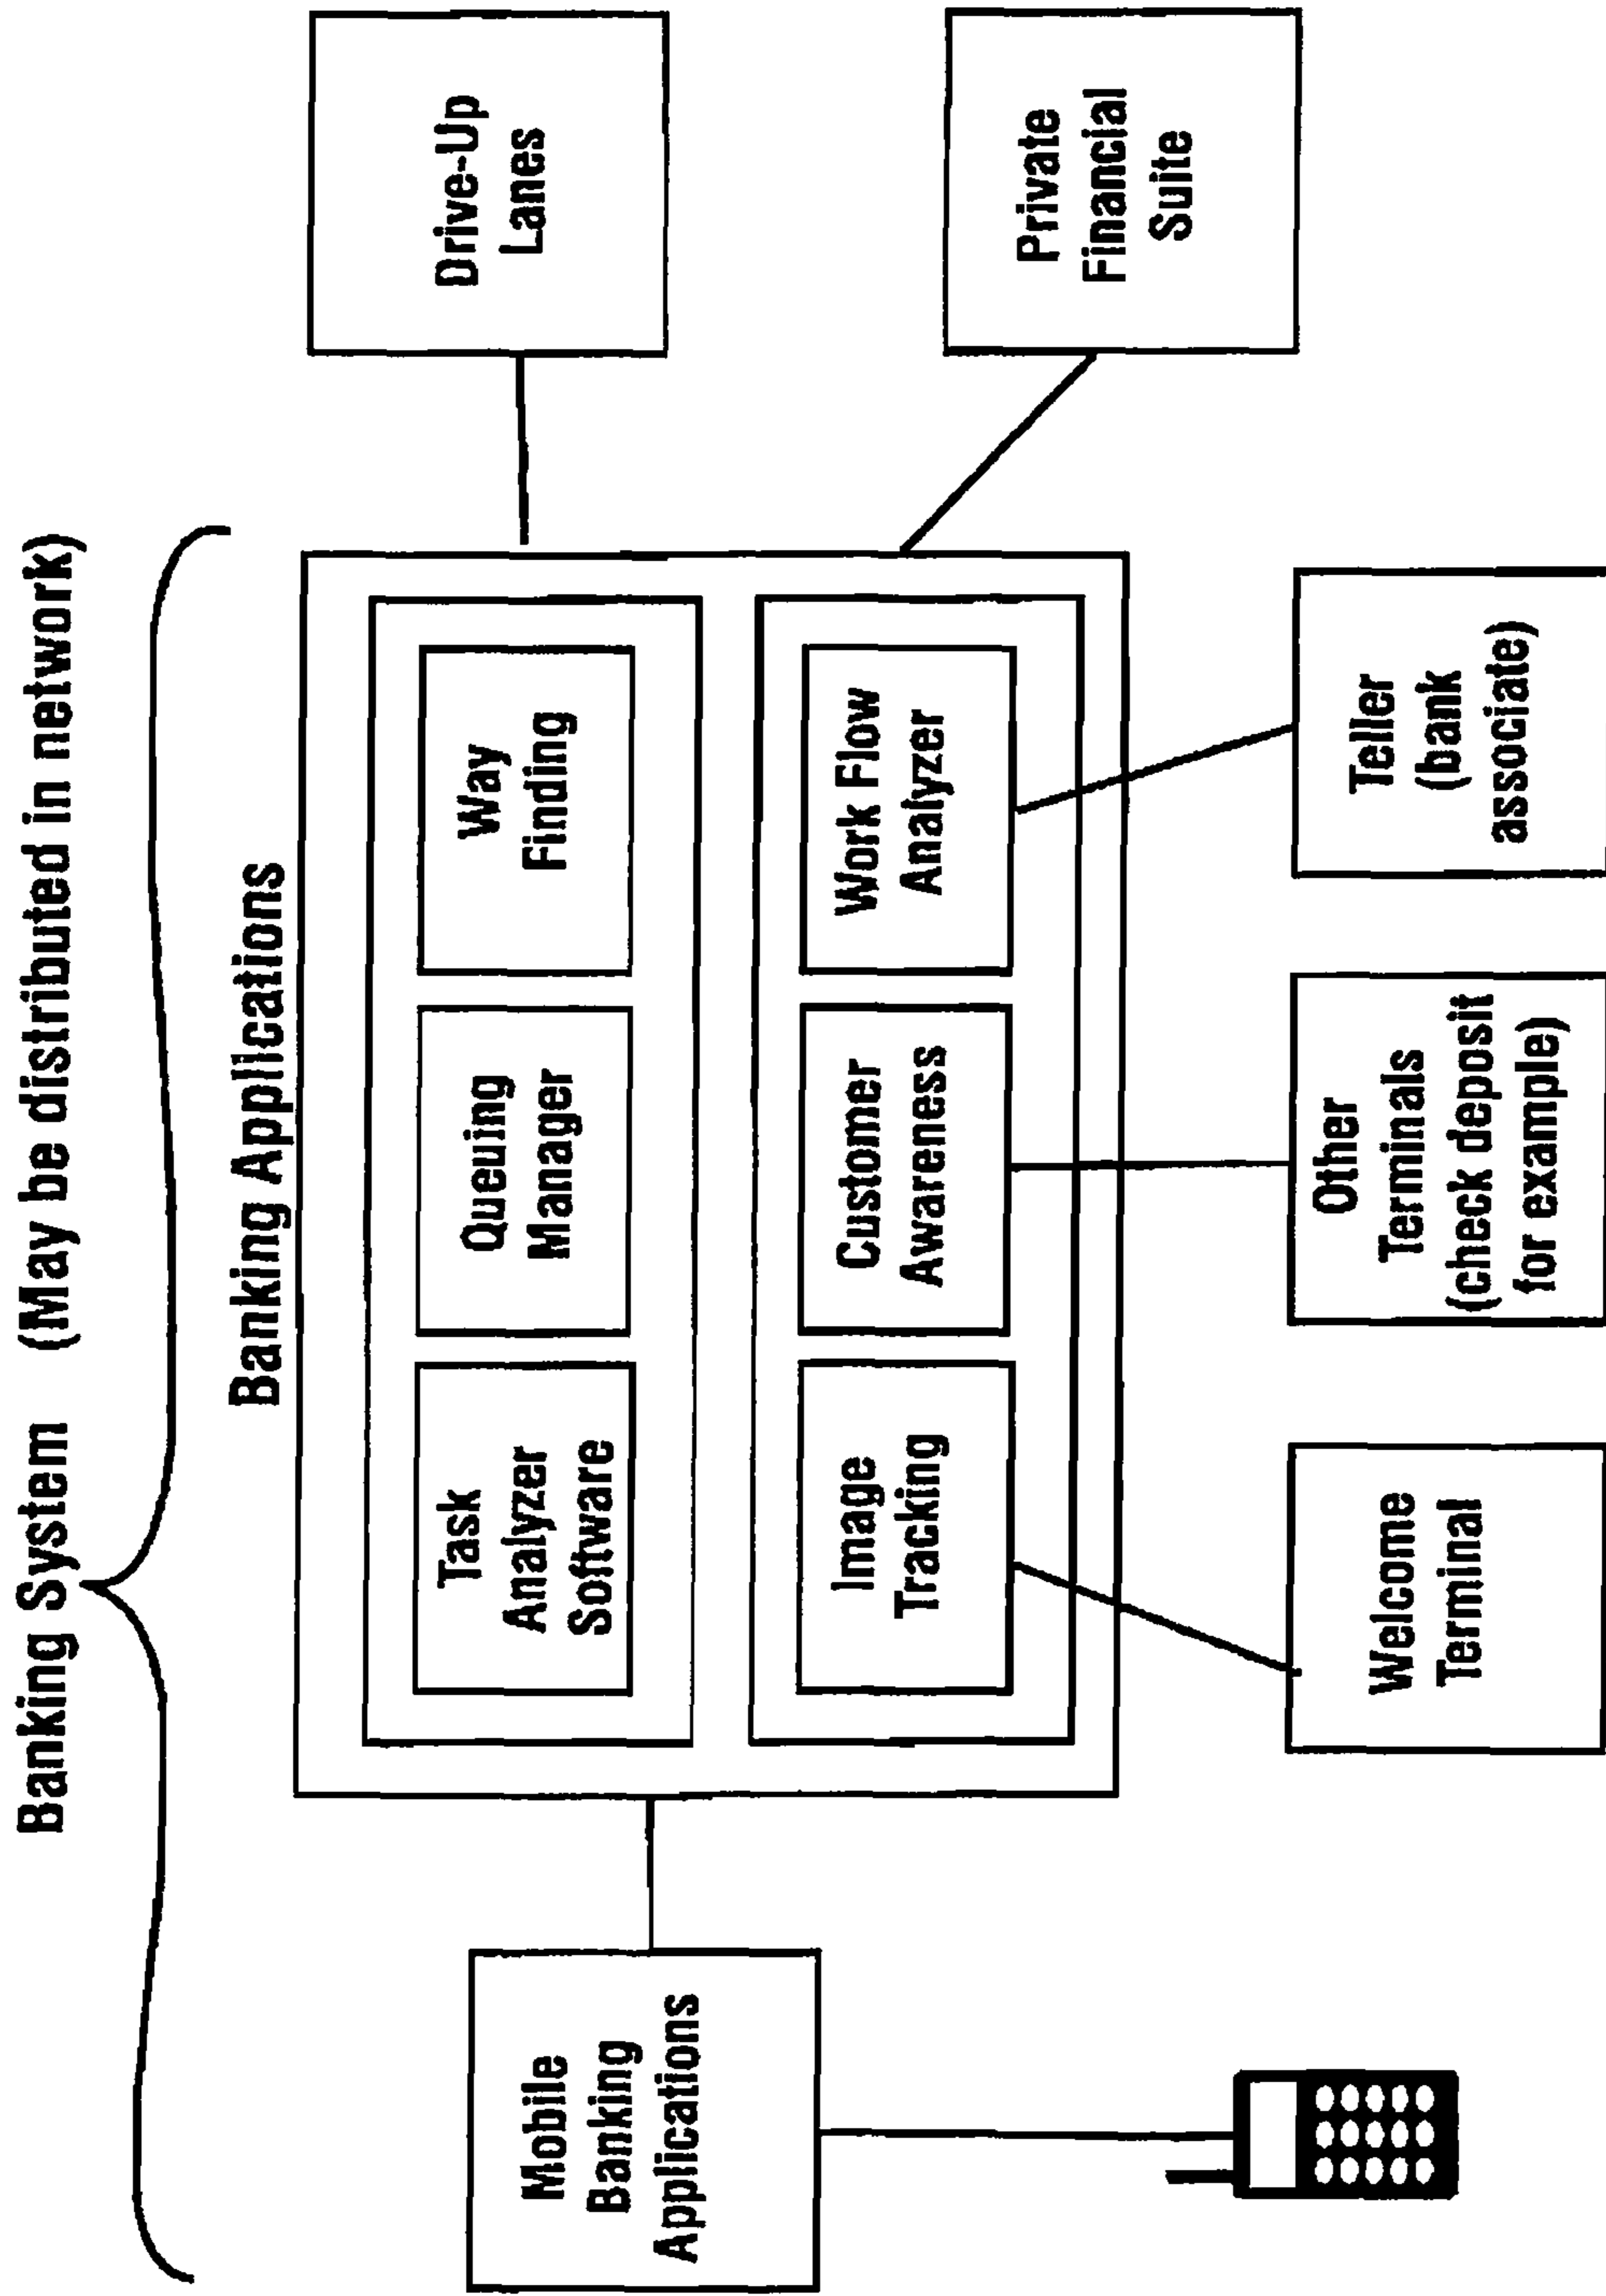 Banking System (May be distributed in network)
Banking Applications
Mobile
Banking
Applications
Task
Analyzer
Software
Queuing
Manager
Way
Finding
Image
Tracking
Customer
Awareness
Work Flow
Analyzer
Drive-Up
Lanes
Private
Financial
Suite
Welcome
Terminal
Other
Terminals
(check deposit
for example)
Teller
(bank
associate)